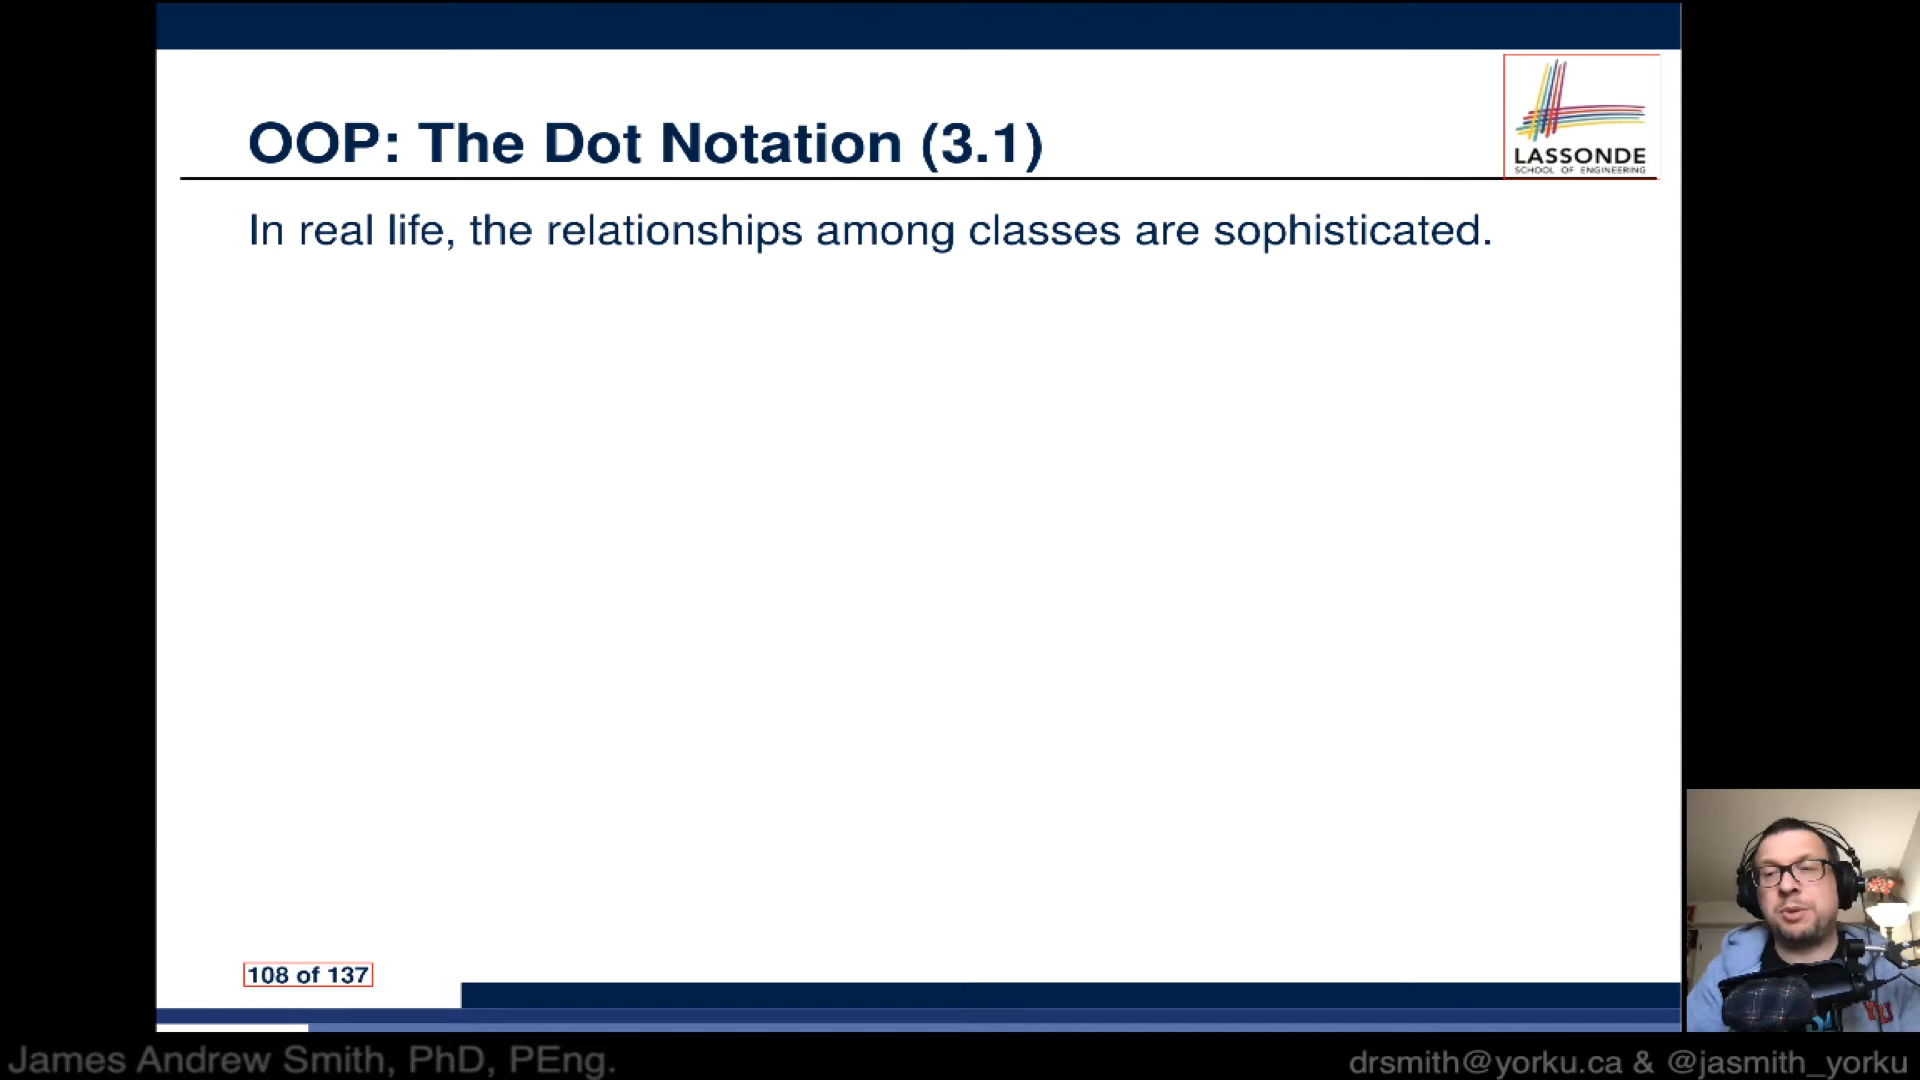 OOP: The Dot Notation (3.1)
LASSONDE
SCHOOL OF ENGINEERING
In real life, the relationships among classes are sophisticated.
108 of 137
James Andrew Smith, PhD, PEng.
drsmith@yorku.ca & @jasmith_yorku